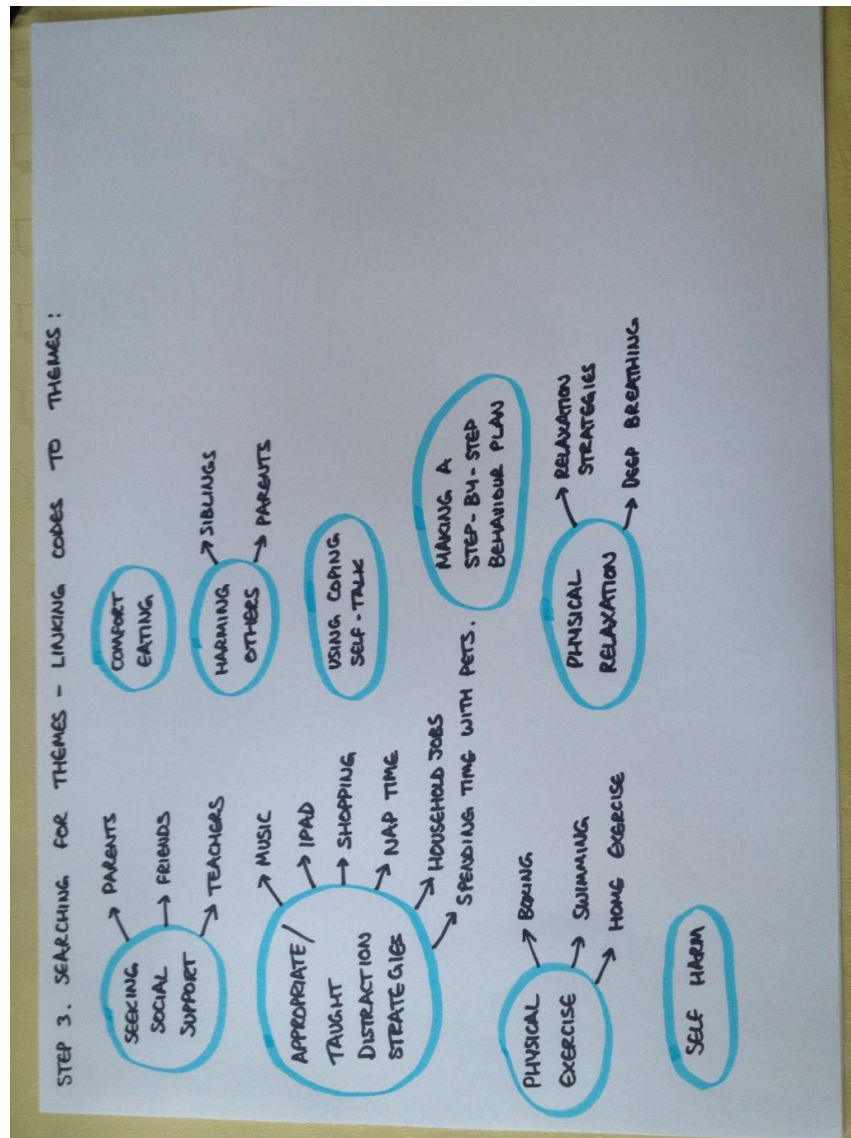 STEP 3. SEARCHING FOR THEMES - LINKING CODES TO THEMES:
SEEKING
SOCIAL
SUPPORT
PARENTS
FRIENDS
TEACHERS
COMFORT
EATING
HARMING
OTHERS
SIBLINGS
PARENTS
APPROPRIATE/
TAUGHT
DISTRACTION
STRATEGIES
MUSIC
IPAD
SHOPPING
NAP TIME
HOUSEHOLD JOBS
SPENDING TIME WITH PETS.
USING COPING
SELF-TALK
MAKING A
STEP-BY-STEP
BEHAVIOUR PLAN
PHYSICAL
EXERCISE
BOXING
SWIMMING
HOME EXERCISE
PHYSICAL
RELAXATION
RELAXATION
STRATEGIES
DEEP BREATHING
SELF HARM